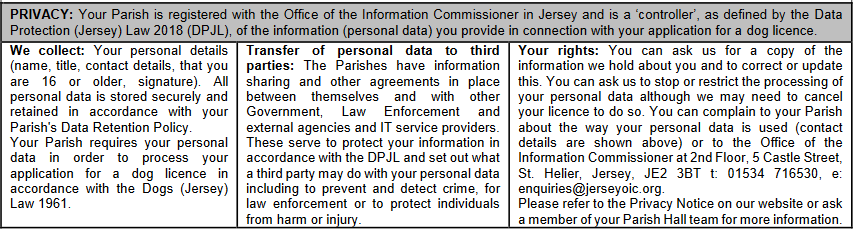 PRIVACY: Your Parish is registered with the Office of the Information Commissioner in Jersey and is a ‘controller’, as defined by the Data
Protection (Jersey) Law 2018 (DPJL), of the information (personal data) you provide in connection with your application for a dog licence.
We collect: Your personal details
(name, title, contact details, that you
are 16 or older, signature). All
personal data is stored securely and
retained in accordance with your
Parish's Data Retention Policy.
Your Parish requires your personal
data in order to process your
application for a dog licence in
accordance with the Dogs (Jersey)
Law 1961.
Transfer of personal data to third
parties: The Parishes have information
sharing and other agreements in place
between themselves and with other
Government, Law Enforcement and
external agencies and IT service providers.
These serve to protect your information in
accordance with the DPJL and set out what
a third party may do with your personal data
including to prevent and detect crime, for
law enforcement or to protect individuals
from harm or injury.
Your rights: You can ask us for a copy of the
information we hold about you and to correct or update
this. You can ask us to stop or restrict the processing of
your personal data although we may need to cancel
your licence to do so. You can complain to your Parish
about the way your personal data is used (contact
details are shown above) or to the Office of the
Information Commissioner at 2nd Floor, 5 Castle Street,
St. Helier, Jersey, JE2 3BT t: 01534 716530, e:
enquiries@jerseyoic.org.
Please refer to the Privacy Notice on our website or ask
a member of your Parish Hall team for more information.